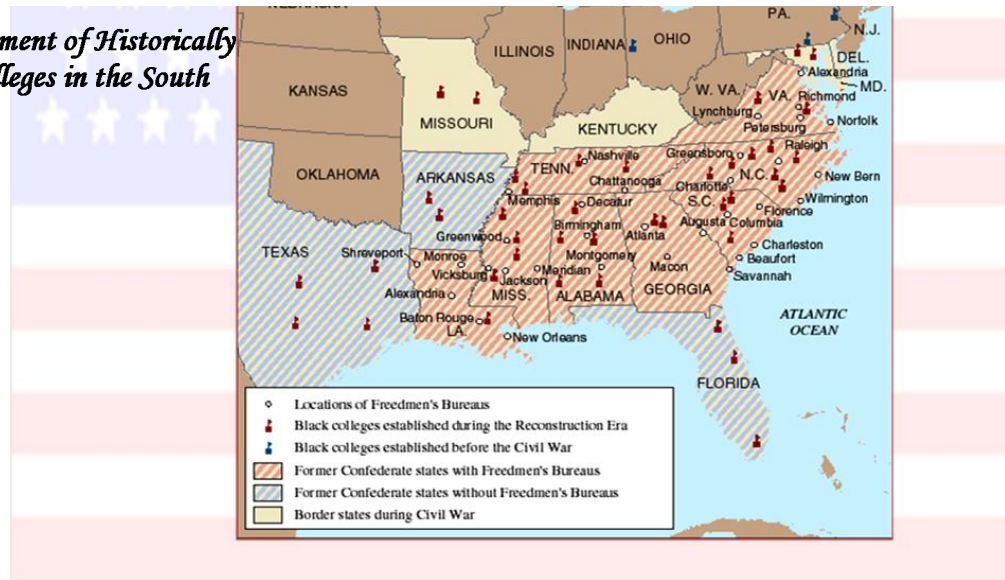 ment of Historically
lleges in the South
PA.
N.J.
ILLINOIS
INDIANA
OHIO
DEL.
MD.
KANSAS
MISSOURI
KENTUCKY
W. VA.
VA.
Alexandria
Richmond
Lynchburg
Petersburg
Norfolk
OKLAHOMA
ARKANSAS
TENN.
Nashville
Chattanooga
Memphis
Greensboro
Raleigh
N.C.
Charlotte
New Bern
Wilmington
S.C.
Florence
Columbia
Augusta
Charleston
Beaufort
Savannah
Decatur
Birmingham
Atlanta
Greenwood
Montgomery
Macon
GEORGIA
ALABAMA
MISS.
Meridian
Jackson
Vicksburg
Monroe
Shreveport
TEXAS
Alexandria
Baton Rouge
LA.
New Orleans
FLORIDA
ATLANTIC
OCEAN
Locations of Freedmen's Bureaus
Black colleges established during the Reconstruction Era
Black colleges established before the Civil War
Former Confederate states with Freedmen's Bureaus
Former Confederate states without Freedmen's Bureaus
Border states during Civil War